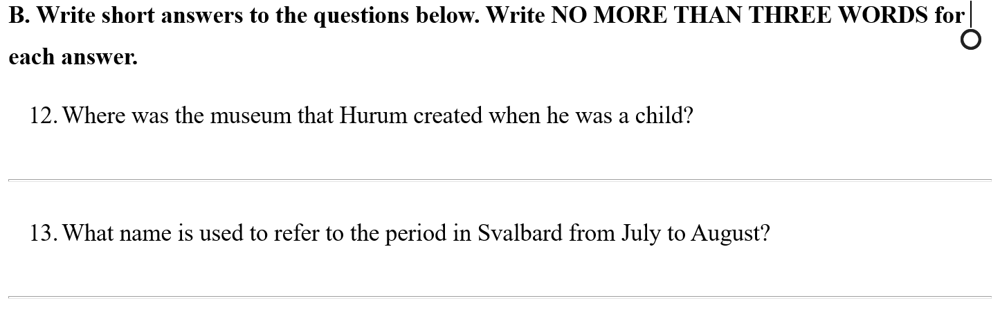 B. Write short answers to the questions below. Write NO MORE THAN THREE WORDS for
each answer.
12. Where was the museum that Hurum created when he was a child?
13. What name is used to refer to the period in Svalbard from July to August?